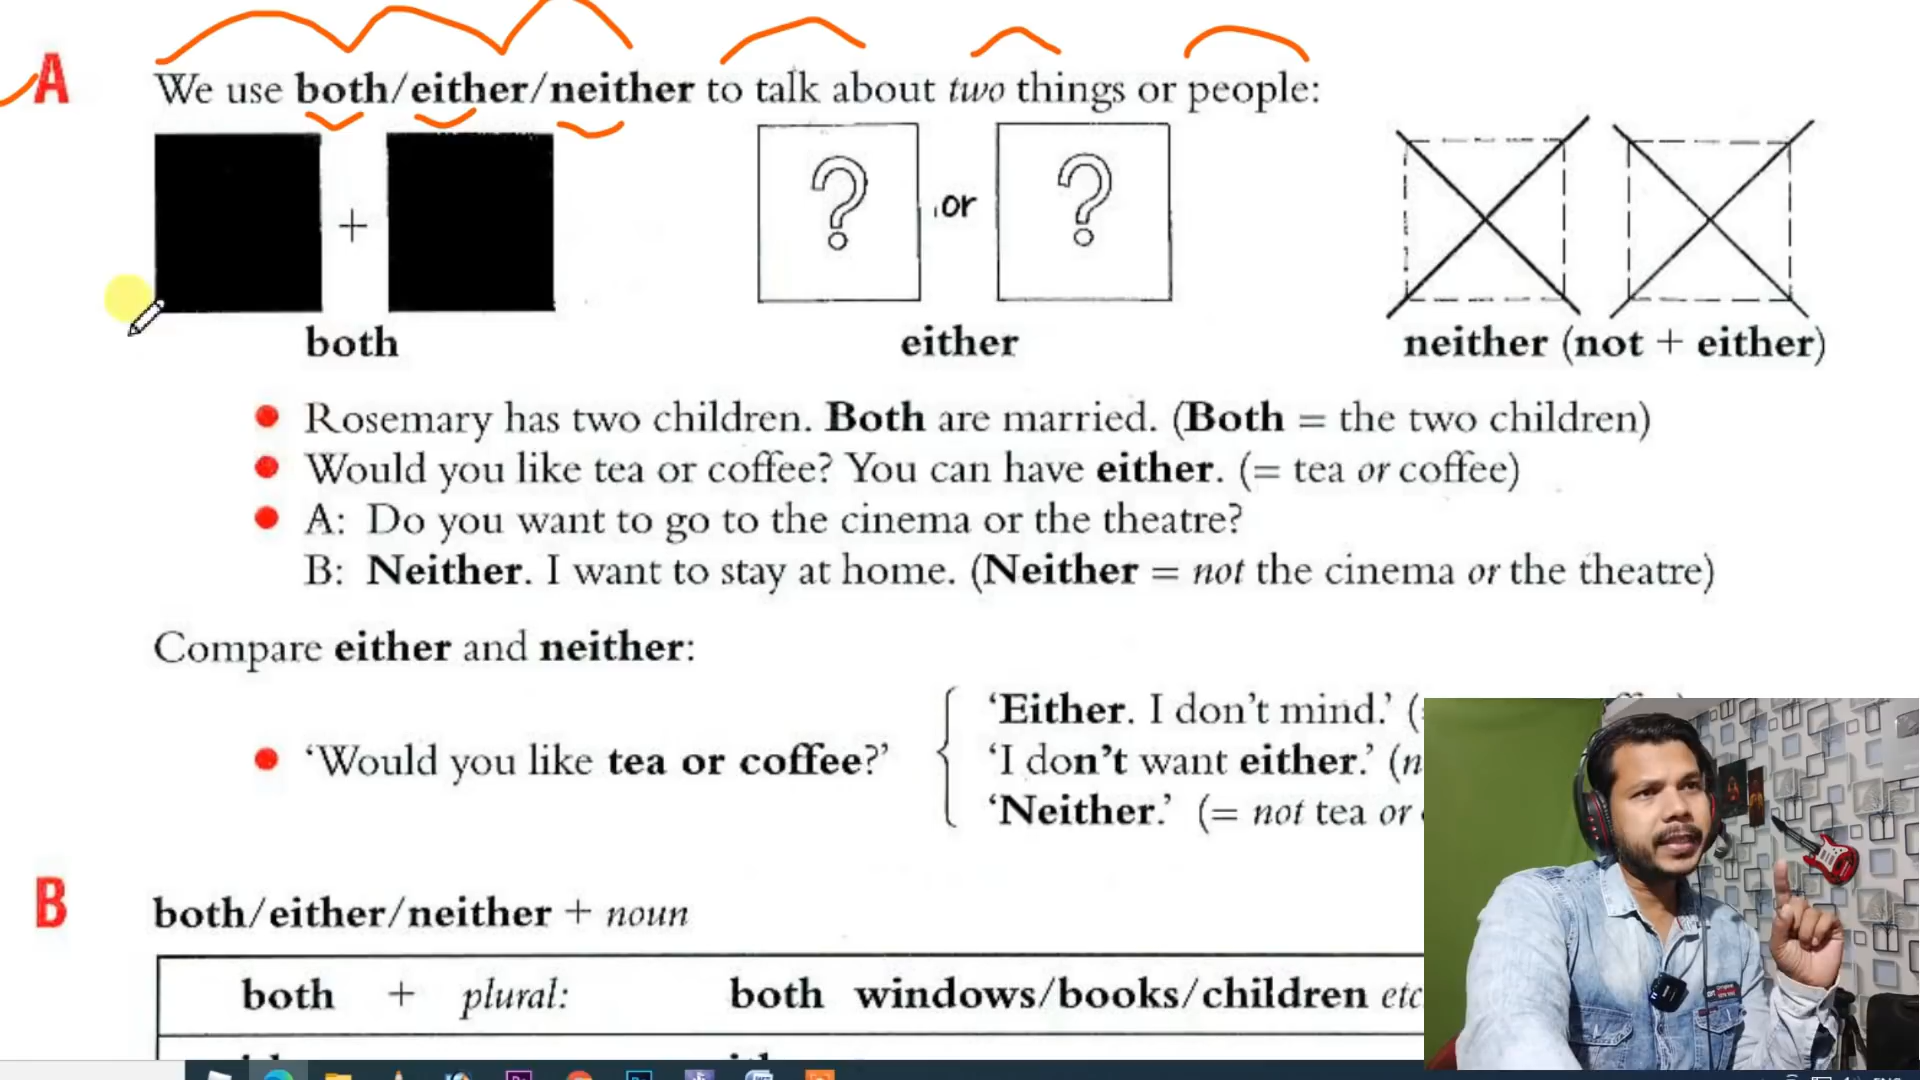 A
We use both/either/neither to talk about two things or people:
+
? or ?
both either neither (not + either)
Rosemary has two children. Both are married. (Both = the two children)
Would you like tea or coffee? You can have either. (= tea or coffee)
A: Do you want to go to the cinema or the theatre?
B: Neither. I want to stay at home. (Neither = not the cinema or the theatre)
Compare either and neither:
‘Would you like tea or coffee?’
‘Either. I don’t mind.’ (
‘I don’t want either.’ (n
‘Neither.’ (= not tea or
B
both/either/neither + noun
both + plural: both windows/books/children etc